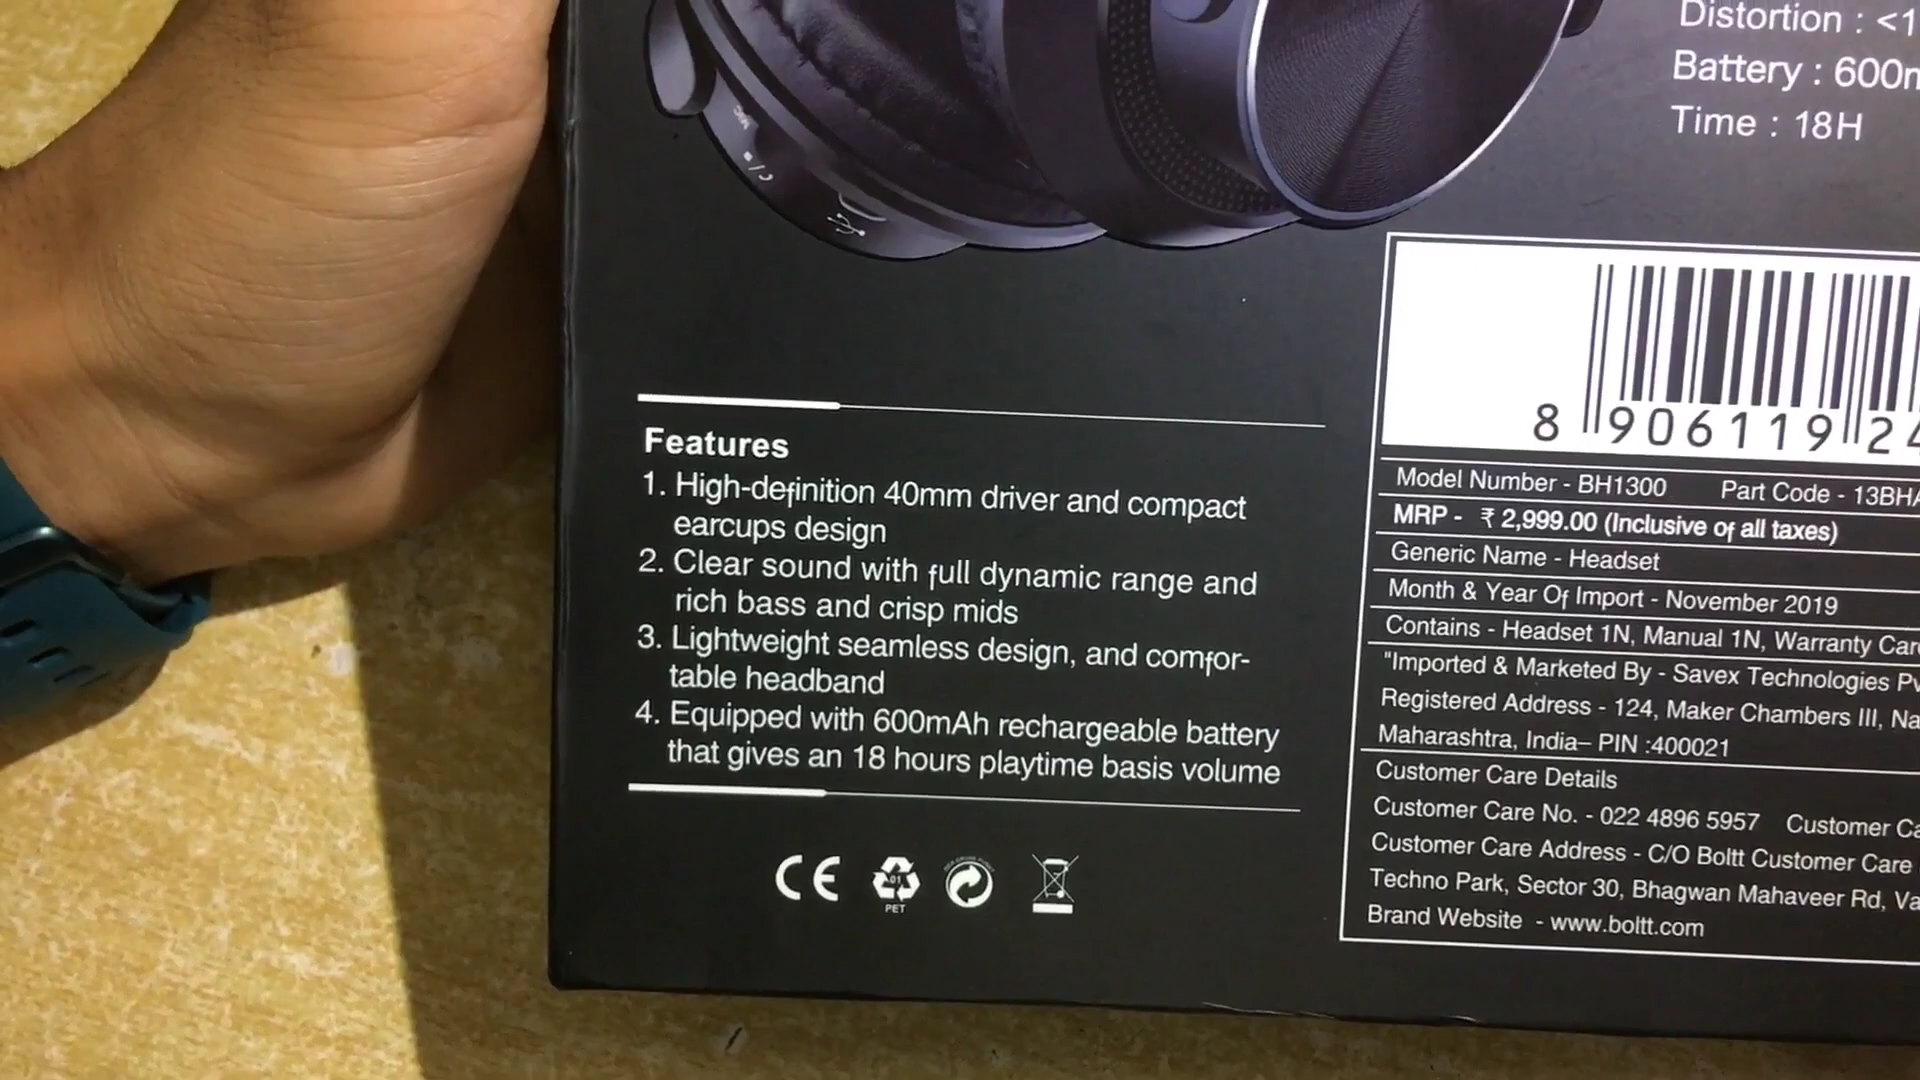 Distortion : <1
Battery : 600m
Time : 18H
MIC
8 906119 24
Features
1. High-definition 40mm driver and compact
earcups design
2. Clear sound with full dynamic range and
rich bass and crisp mids
3. Lightweight seamless design, and comfor-
table headband
4. Equipped with 600mAh rechargeable battery
that gives an 18 hours playtime basis volume
CE
01
PET
Model Number - BH1300 Part Code - 13BHA
MRP - ₹ 2,999.00 (Inclusive of all taxes)
Generic Name - Headset
Month & Year Of Import - November 2019
Contains - Headset 1N, Manual 1N, Warranty Car
"Imported & Marketed By - Savex Technologies Pv
Registered Address - 124, Maker Chambers III, Na
Maharashtra, India– PIN :400021
Customer Care Details
Customer Care No. - 022 4896 5957 Customer Ca
Customer Care Address - C/O Boltt Customer Care
Techno Park, Sector 30, Bhagwan Mahaveer Rd, Va
Brand Website - www.boltt.com